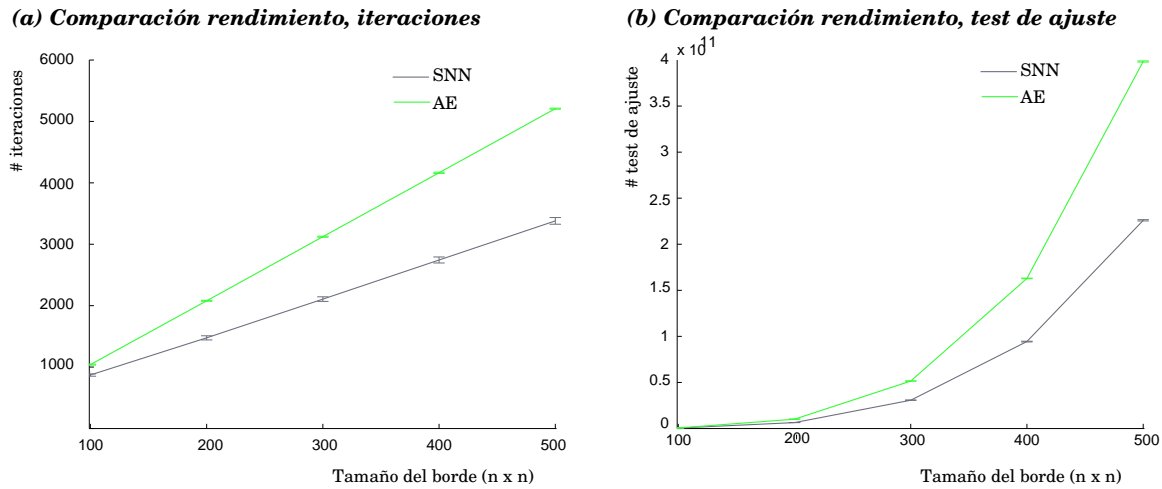 (a) Comparación rendimiento, iteraciones
# iteraciones
6000
5000
4000
3000
2000
1000
SNN
AE
100 200 300 400 500
Tamaño del borde (n x n)
(b) Comparación rendimiento, test de ajuste
x 10^11
# test de ajuste
4
3.5
3
2.5
2
1.5
1
0.5
0
SNN
AE
100 200 300 400 500
Tamaño del borde (n x n)